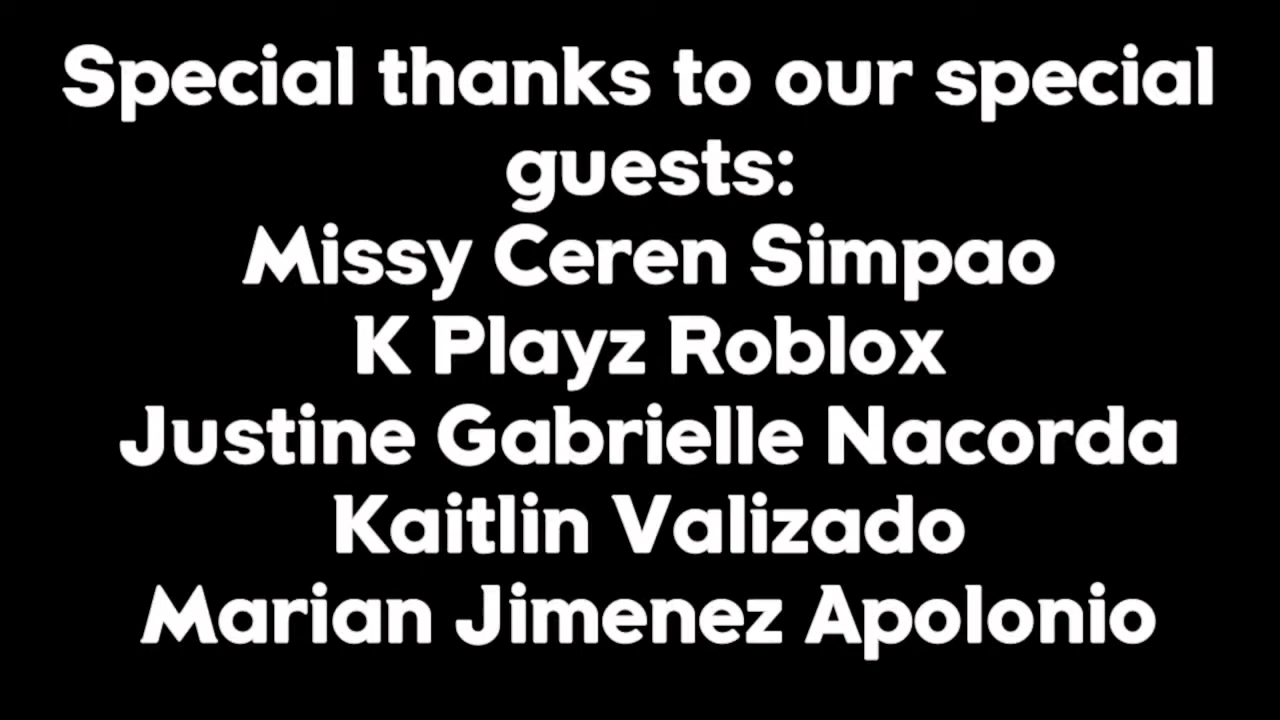 Special thanks to our special
guests:
Missy Ceren Simpao
K Playz Roblox
Justine Gabrielle Nacorda
Kaitlin Valizado
Marian Jimenez Apolonio